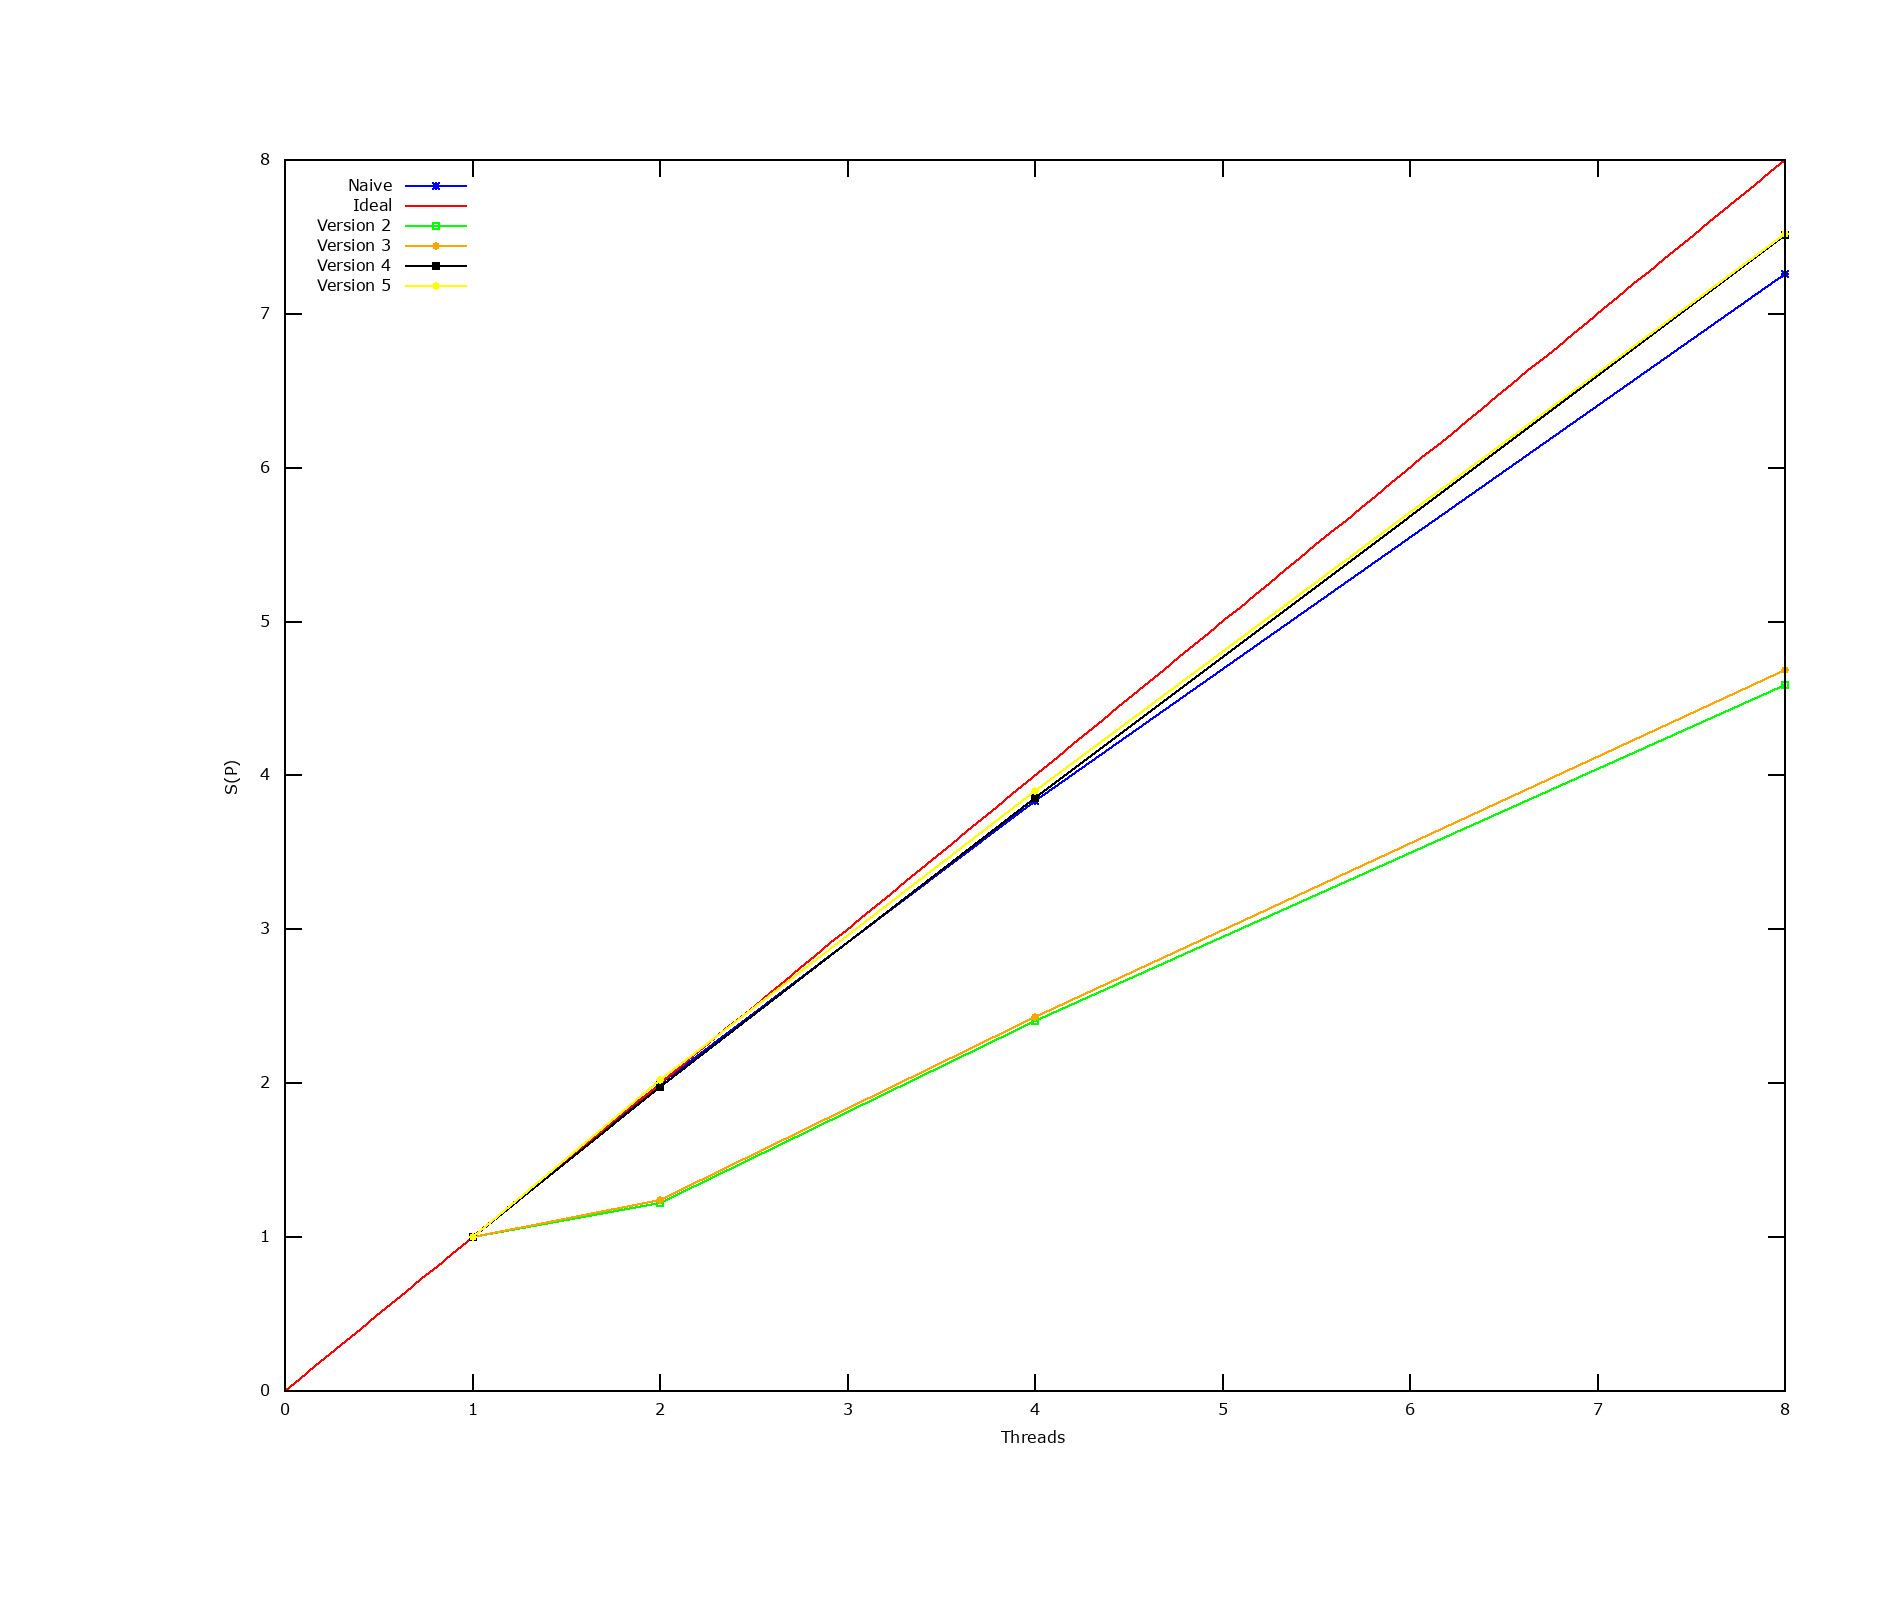 8
7
6
5
4
3
2
1
0
S(P)
Naive
Ideal
Version 2
Version 3
Version 4
Version 5
0 1 2 3 4 5 6 7 8
Threads